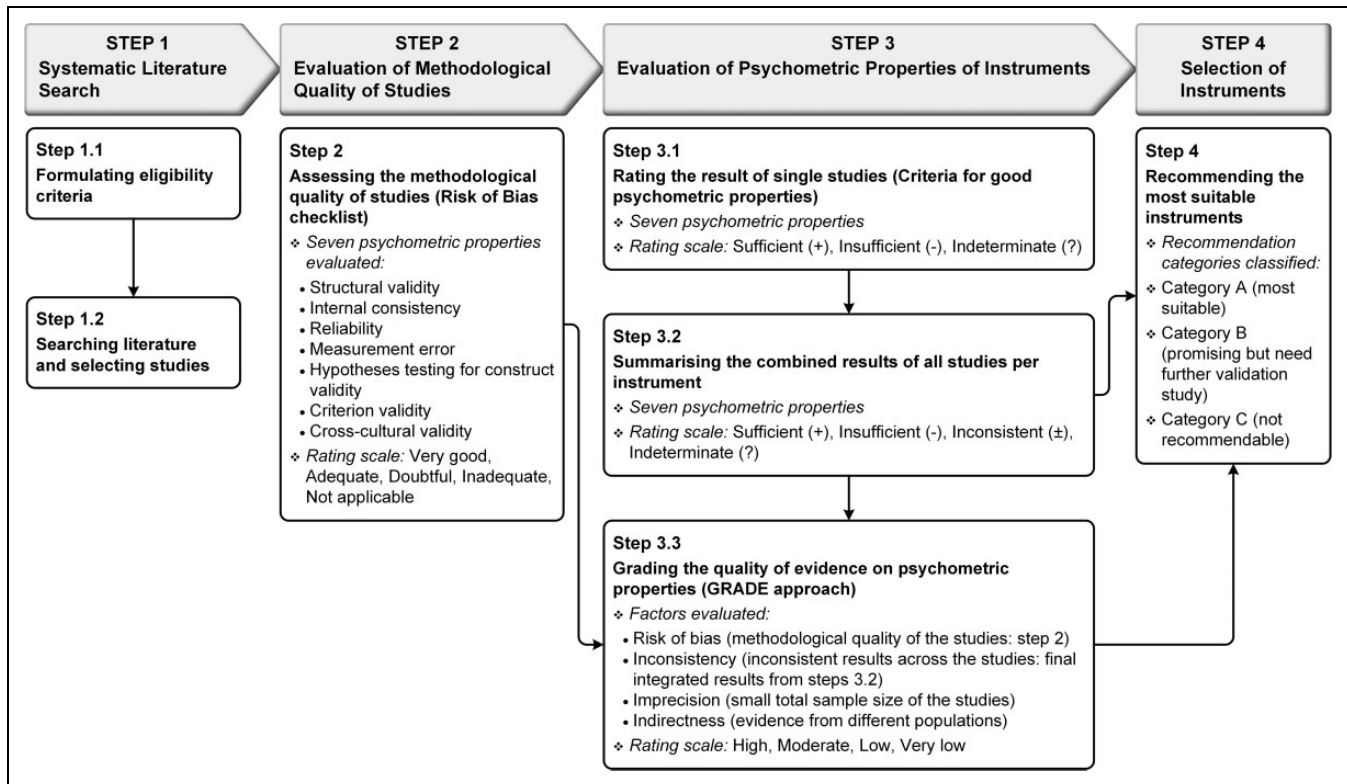 STEP 1
Systematic Literature
Search
STEP 2
Evaluation of Methodological
Quality of Studies
STEP 3
Evaluation of Psychometric Properties of Instruments
STEP 4
Selection of
Instruments
Step 1.1
Formulating eligibility
criteria
Step 1.2
Searching literature
and selecting studies
Step 2
Assessing the methodological
quality of studies (Risk of Bias
checklist)
❖ Seven psychometric properties
evaluated:
• Structural validity
• Internal consistency
• Reliability
• Measurement error
• Hypotheses testing for construct
validity
• Criterion validity
• Cross-cultural validity
❖ Rating scale: Very good,
Adequate, Doubtful, Inadequate,
Not applicable
Step 3.1
Rating the result of single studies (Criteria for good
psychometric properties)
❖ Seven psychometric properties
❖ Rating scale: Sufficient (+), Insufficient (-), Indeterminate (?)
Step 3.2
Summarising the combined results of all studies per
instrument
❖ Seven psychometric properties
❖ Rating scale: Sufficient (+), Insufficient (-), Inconsistent (±),
Indeterminate (?)
Step 3.3
Grading the quality of evidence on psychometric
properties (GRADE approach)
❖ Factors evaluated:
• Risk of bias (methodological quality of the studies: step 2)
• Inconsistency (inconsistent results across the studies: final
integrated results from steps 3.2)
• Imprecision (small total sample size of the studies)
• Indirectness (evidence from different populations)
❖ Rating scale: High, Moderate, Low, Very low
Step 4
Recommending the
most suitable
instruments
❖ Recommendation
categories classified:
❖ Category A (most
suitable)
❖ Category B
(promising but need
further validation
study)
❖ Category C (not
recommendable)